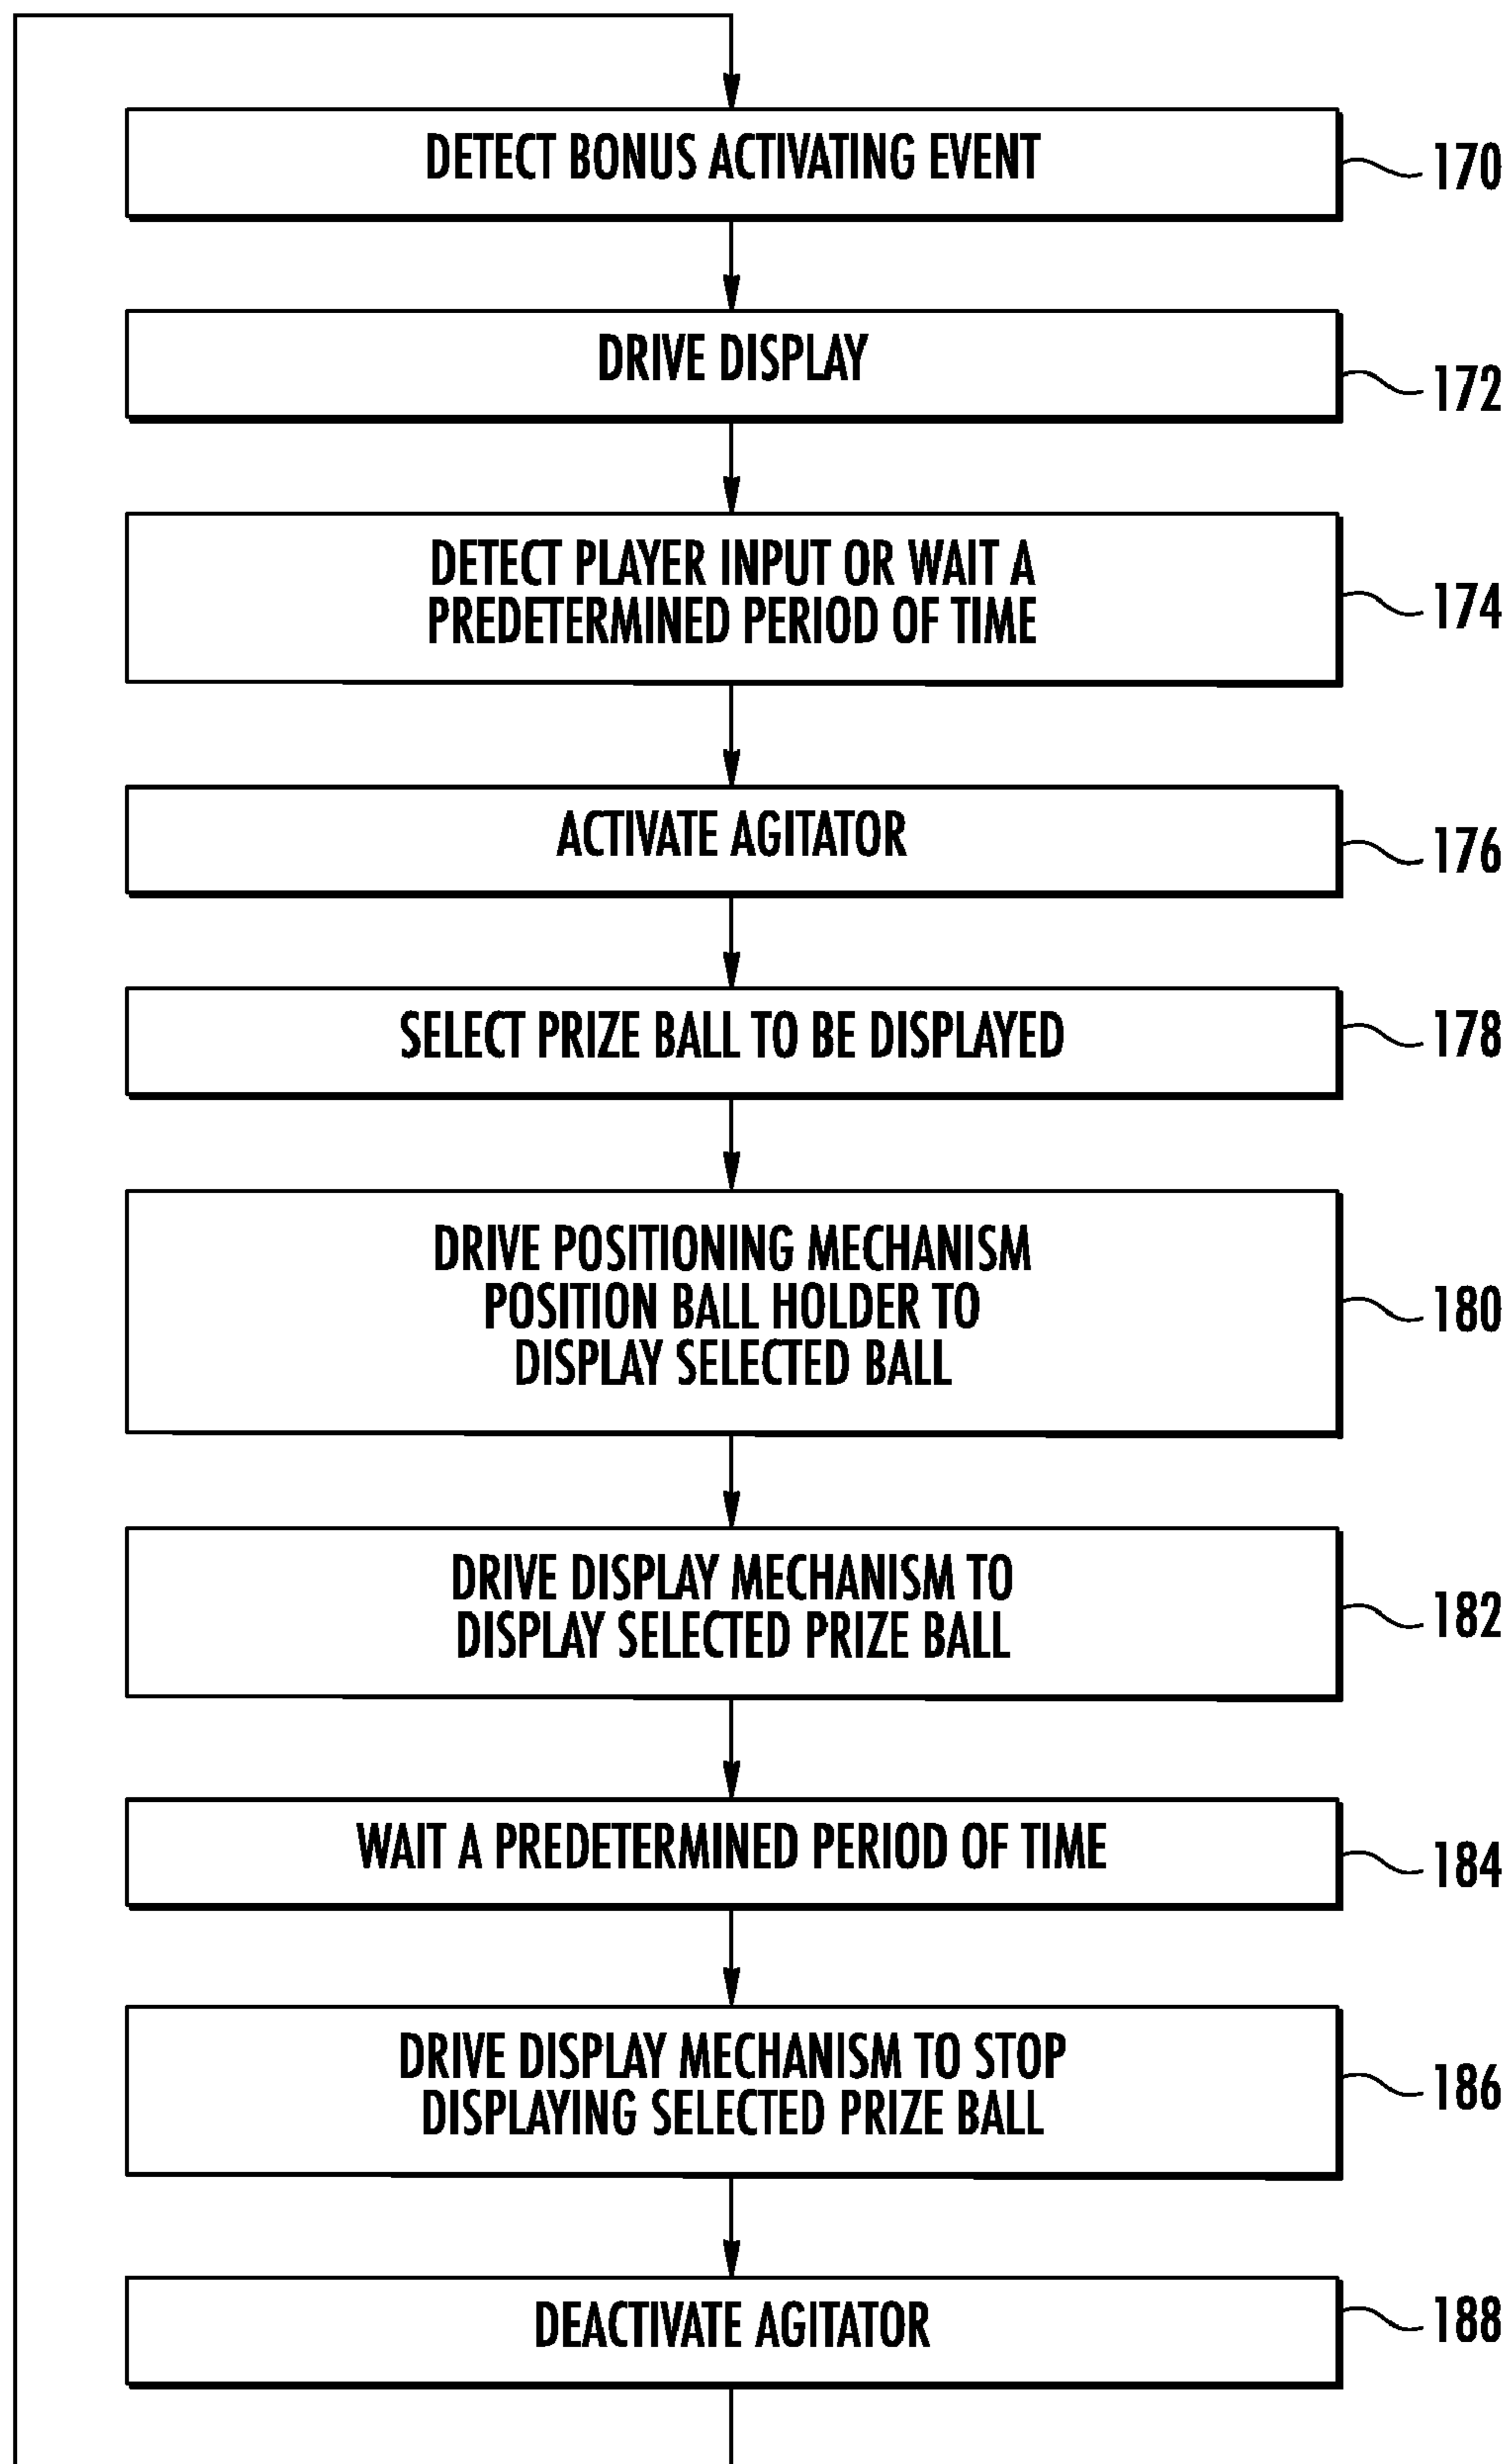 DETECT BONUS ACTIVATING EVENT
170
DRIVE DISPLAY
172
DETECT PLAYER INPUT OR WAIT A
PREDETERMINED PERIOD OF TIME
174
ACTIVATE AGITATOR
176
SELECT PRIZE BALL TO BE DISPLAYED
178
DRIVE POSITIONING MECHANISM
POSITION BALL HOLDER TO
DISPLAY SELECTED BALL
180
DRIVE DISPLAY MECHANISM TO
DISPLAY SELECTED PRIZE BALL
182
WAIT A PREDETERMINED PERIOD OF TIME
184
DRIVE DISPLAY MECHANISM TO STOP
DISPLAYING SELECTED PRIZE BALL
186
DEACTIVATE AGITATOR
188